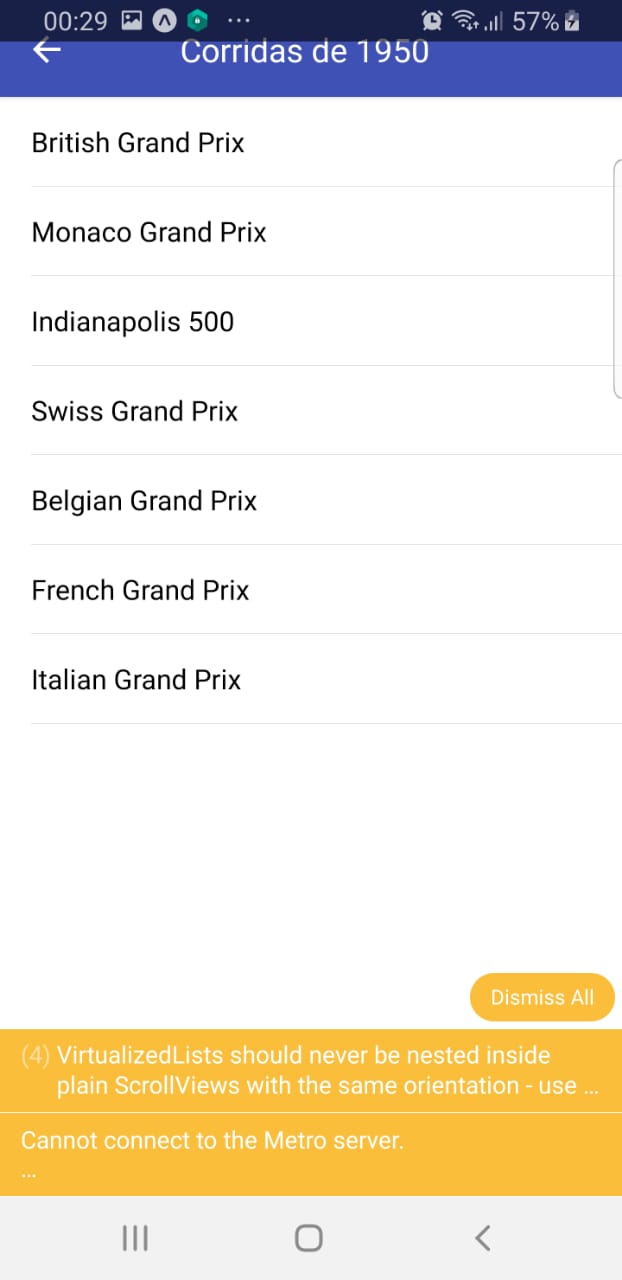 00:29 ... 57%
Corridas de 1950
British Grand Prix
Monaco Grand Prix
Indianapolis 500
Swiss Grand Prix
Belgian Grand Prix
French Grand Prix
Italian Grand Prix
Dismiss All
(4) VirtualizedLists should never be nested inside
plain ScrollViews with the same orientation - use ...
Cannot connect to the Metro server.
...